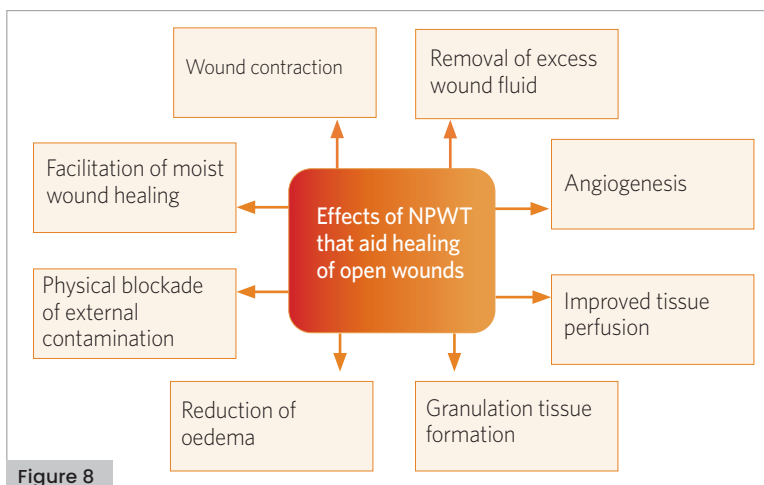 Wound contraction
Removal of excess
wound fluid
Facilitation of moist
wound healing
Effects of NPWT
that aid healing
of open wounds
Angiogenesis
Physical blockade
of external
contamination
Improved tissue
perfusion
Reduction of
oedema
Granulation tissue
formation
Figure 8